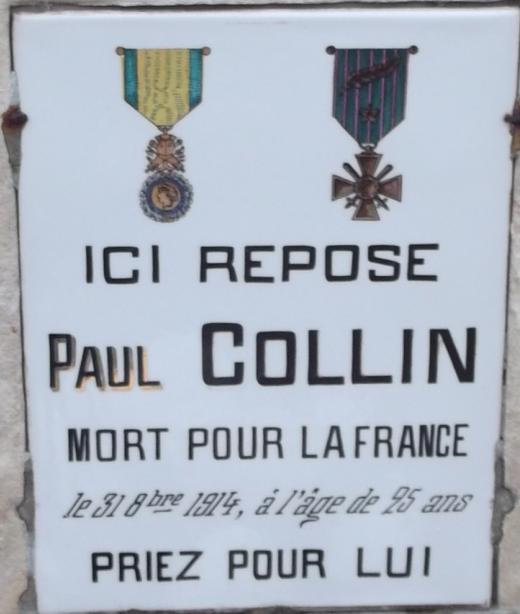 ICI REPOSE
PAUL COLLIN
MORT POUR LA FRANCE
le 31 8bre 1914, à l'âge de 25 ans
PRIEZ POUR LUI